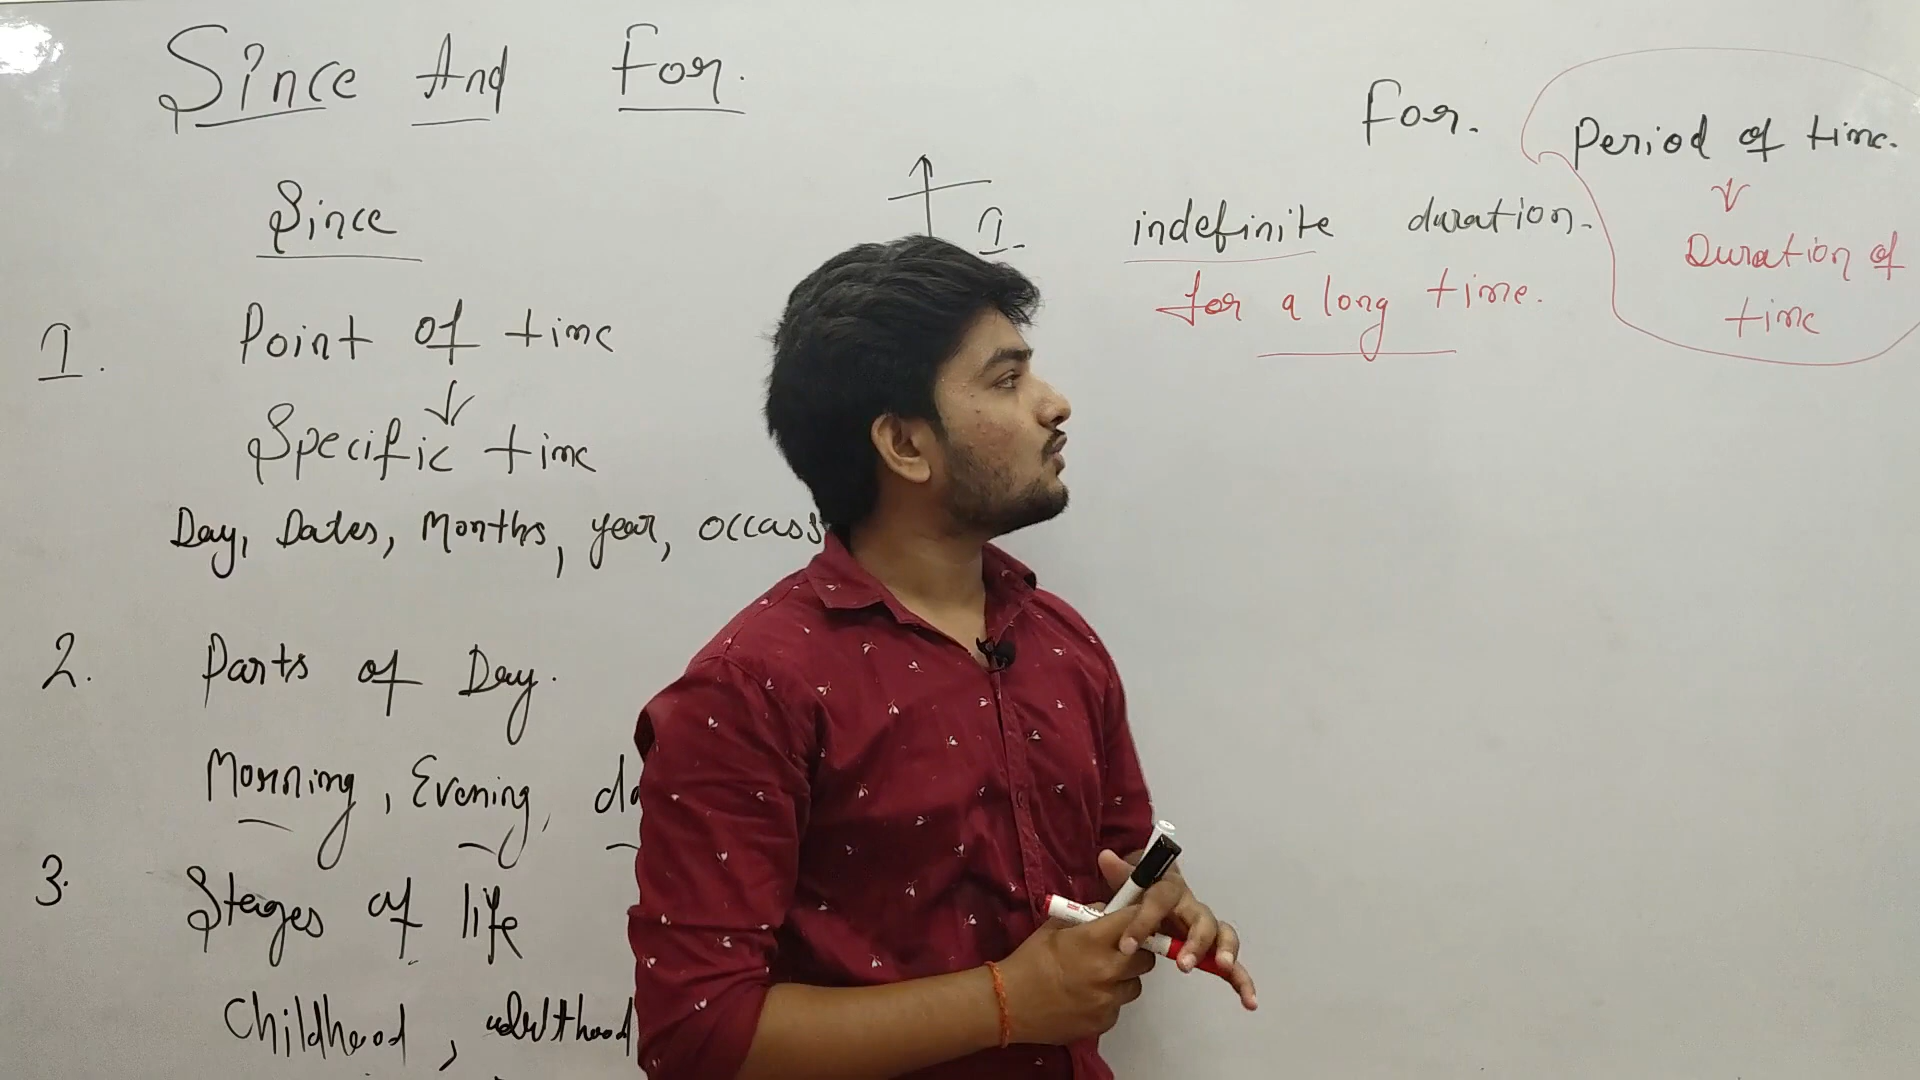 Since And For.
Since
1. Point of time
Specific time
Day, Dates, Months, year,
2. Parts of Day.
Morning, Evening,
3. Stages of life
Childhood, adulthood
For.
Period of time.
Duration of
time
1. indefinite duration.
for a long time.